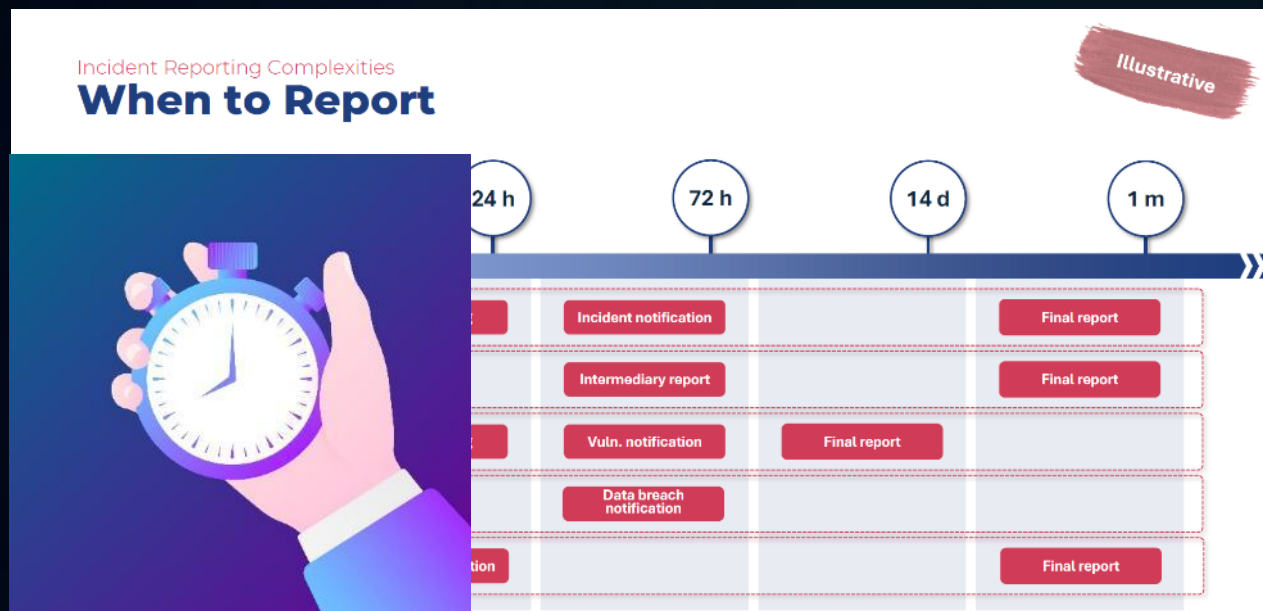 Incident Reporting Complexities
When to Report
Illustrative
24 h
72 h
14 d
1 m
Incident notification
Final report
Intermediary report
Final report
Vuln. notification
Final report
Data breach
notification
Final report